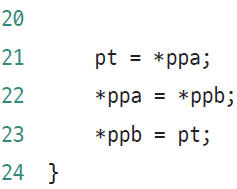 20
21 pt = *ppa;
22 *ppa = *ppb;
23 *ppb = pt;
24 }